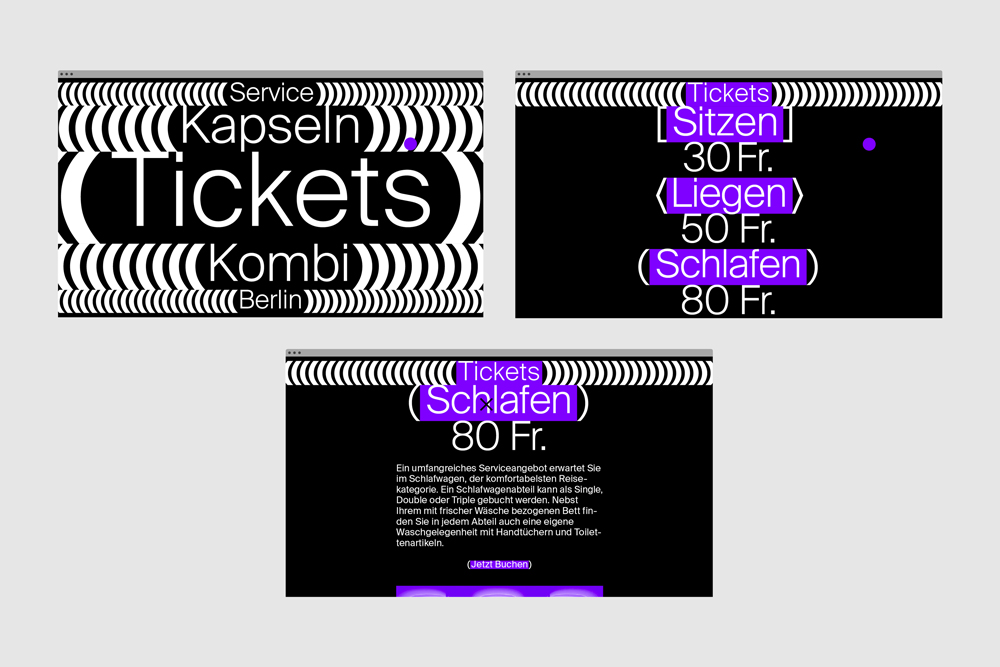 Service
Kapseln
(Tickets)
Kombi
Berlin
Tickets
[Sitzen]
30 Fr.
⟨Liegen⟩
50 Fr.
(Schlafen)
80 Fr.
Tickets
(Schlafen)
80 Fr.
Ein umfangreiches Serviceangebot erwartet Sie
im Schlafwagen, der komfortabelsten Reise-
kategorie. Ein Schlafwagenabteil kann als Single,
Double oder Triple gebucht werden. Nebst
Ihrem mit frischer Wäsche bezogenen Bett fin-
den Sie in jedem Abteil auch eine eigene
Waschgelegenheit mit Handtüchern und Toilet-
tenartikeln.
(Jetzt Buchen)